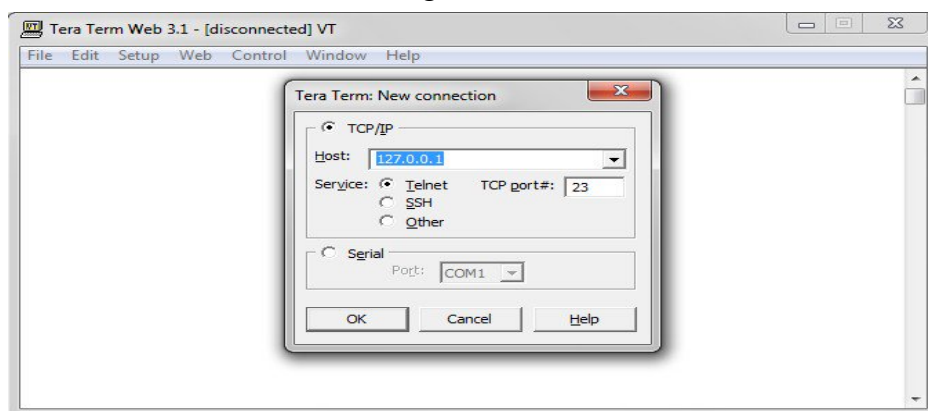 Tera Term Web 3.1 - [disconnected] VT
File Edit Setup Web Control Window Help
Tera Term: New connection
TCP/IP
Host: 127.0.0.1
Service: Telnet TCP port#: 23
SSH
Other
Serial
Port: COM1
OK Cancel Help